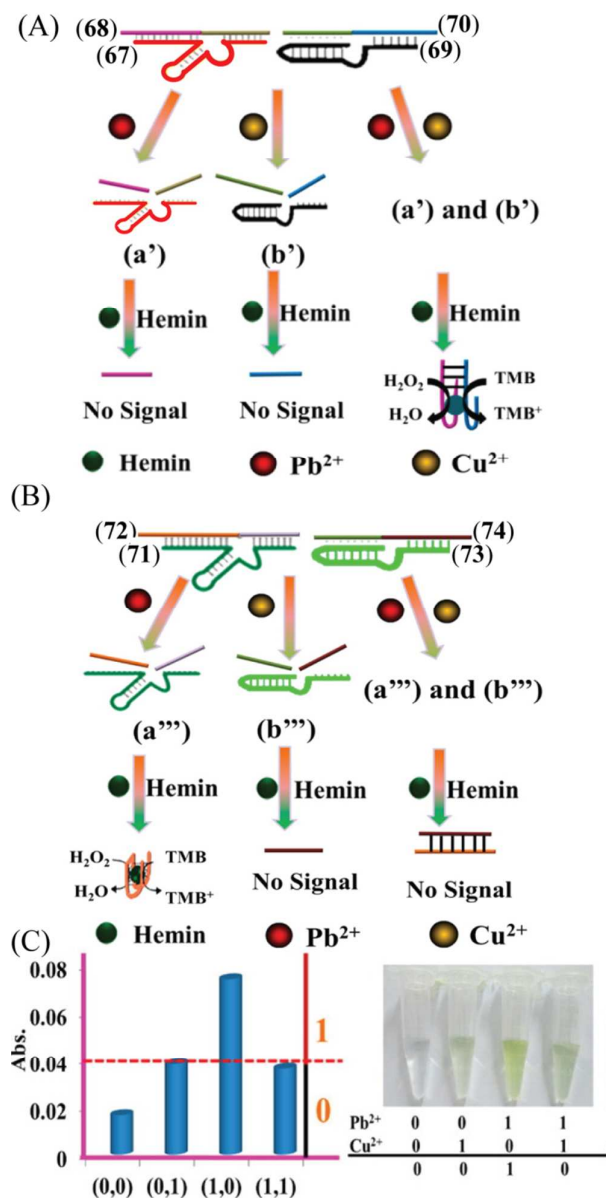 (A)
(68) (70)
(67) (69)
(a') (b') (a') and (b')
Hemin Hemin Hemin
H₂O₂ TMB
No Signal No Signal H₂O TMB⁺
Hemin Pb²⁺ Cu²⁺
(B)
(72) (74)
(71) (73)
(a''') (b''') (a''') and (b''')
Hemin Hemin Hemin
H₂O₂ TMB
H₂O TMB⁺ No Signal No Signal
Hemin Pb²⁺ Cu²⁺
(C)
0.08
0.06
0.04
0.02
0
Abs.
1
0
(0,0) (0,1) (1,0) (1,1)
Pb²⁺ 0 0 1 1
Cu²⁺ 0 1 0 1
0 0 1 0